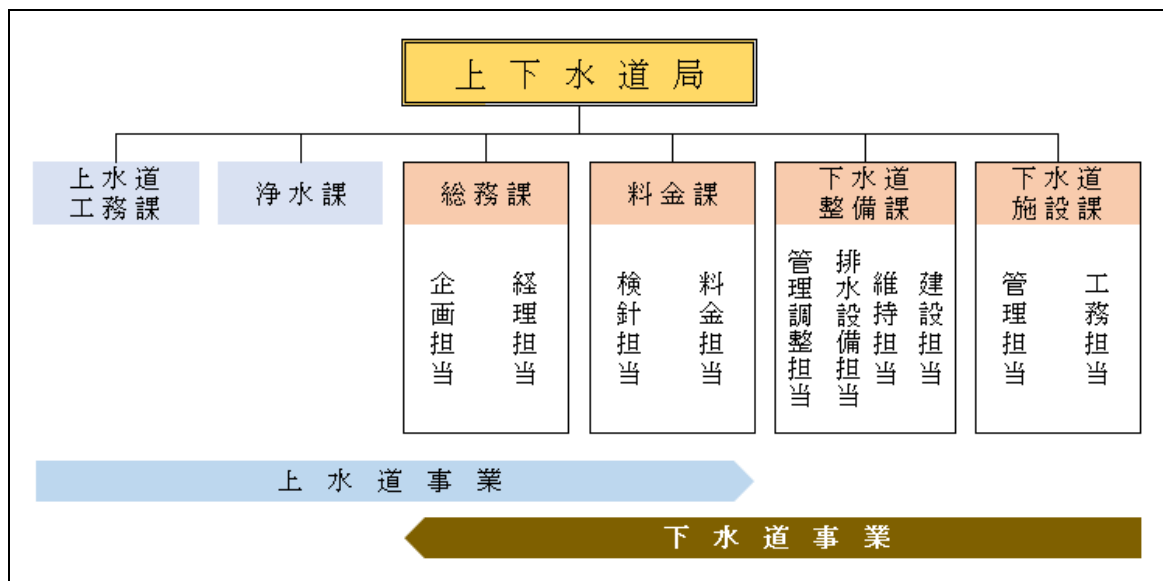 上下水道局
上水道
工務課
浄水課
総務課
料金課
下水道
整備課
下水道
施設課
企画担当
経理担当
検針担当
料金担当
管理調整担当
排水設備担当
維持担当
建設担当
管理担当
工務担当
上水道事業
下水道事業